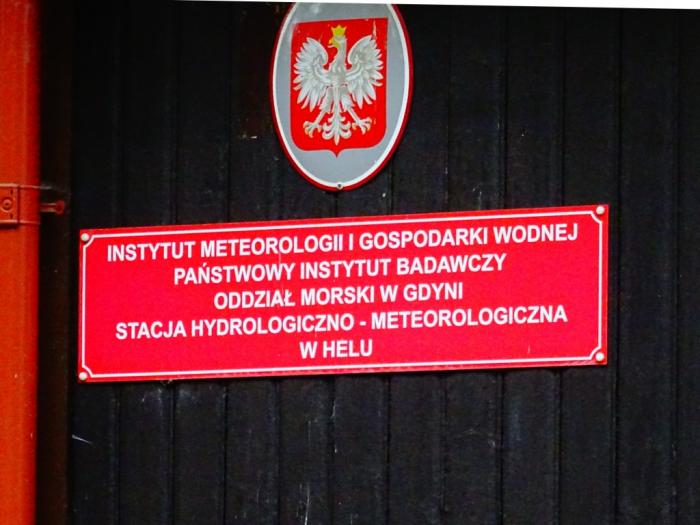 INSTYTUT METEOROLOGII I GOSPODARKI WODNEJ
PAŃSTWOWY INSTYTUT BADAWCZY
ODDZIAŁ MORSKI W GDYNI
STACJA HYDROLOGICZNO - METEOROLOGICZNA
W HELU